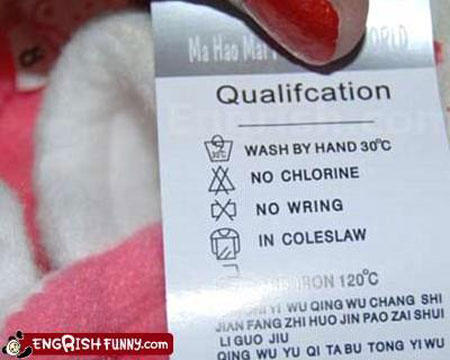 Ma Hao Mai
Qualifcation
WASH BY HAND 30°C
NO CHLORINE
NO WRING
IN COLESLAW
IRON 120°C
YI WU QING WU CHANG SHI
JIAN FANG ZHI HUO JIN PAO ZAI SHUI
LI GUO JIU
QING WU YU QI TA BU TONG YI WU
ENGRISHFUNNY.COM